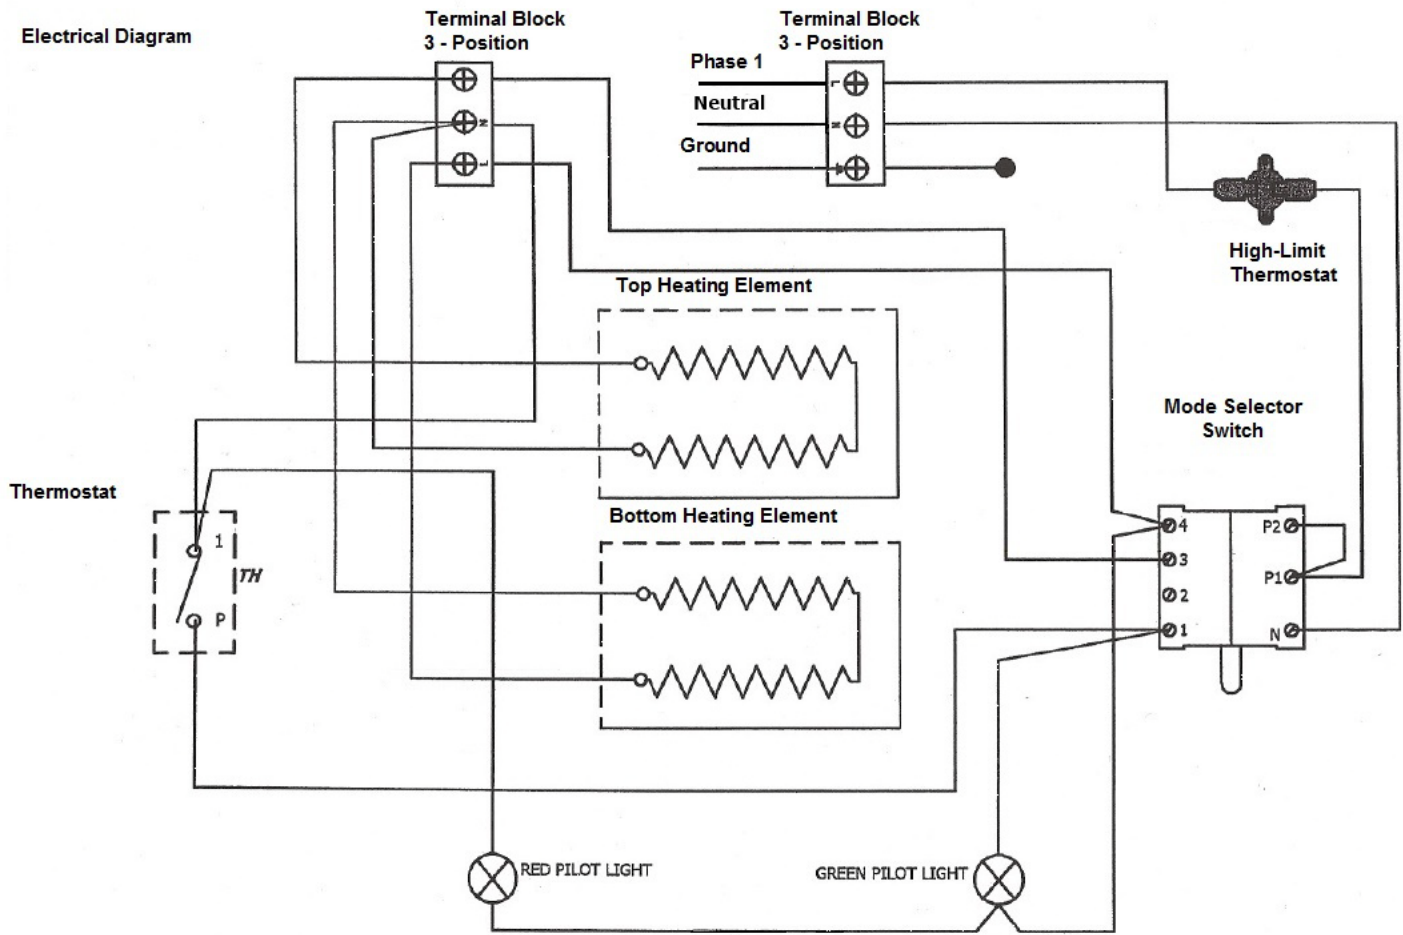 Electrical Diagram
Terminal Block
3 - Position
Terminal Block
3 - Position
Phase 1
Neutral
Ground
L
N
N
L
High-Limit
Thermostat
Top Heating Element
Mode Selector
Switch
Thermostat
Bottom Heating Element
1
TH
P
4
3
2
1
P2
P1
N
RED PILOT LIGHT
GREEN PILOT LIGHT